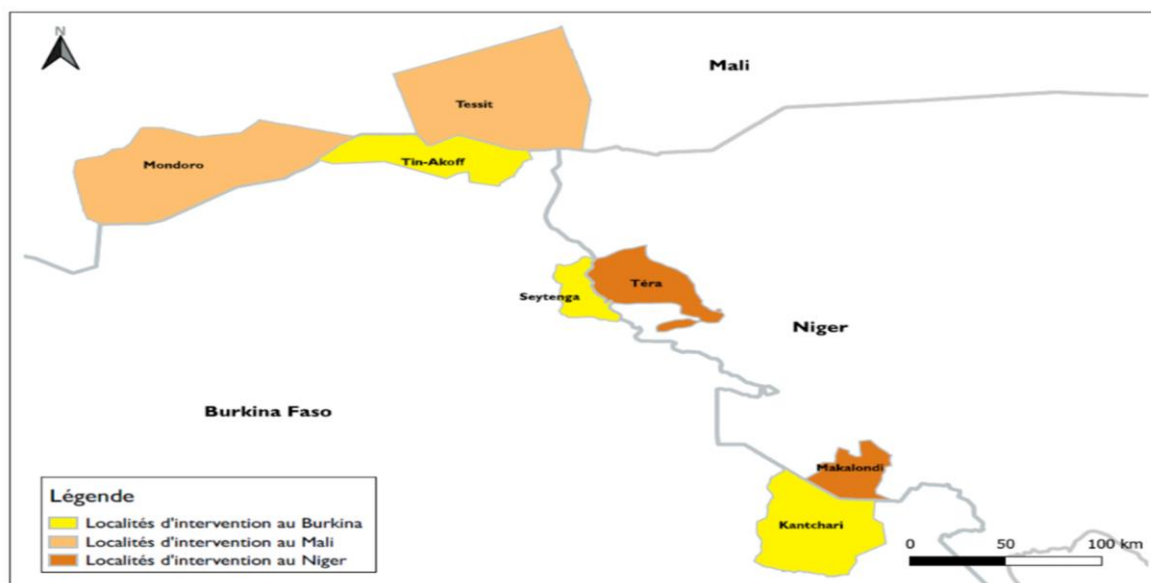 N
Mali
Tessit
Mondoro
Tin-Akoff
Téra
Seytenga
Niger
Burkina Faso
Makalondi
Kantchari
Légende
Localités d'intervention au Burkina
Localités d'intervention au Mali
Localités d'intervention au Niger
0 50 100 km